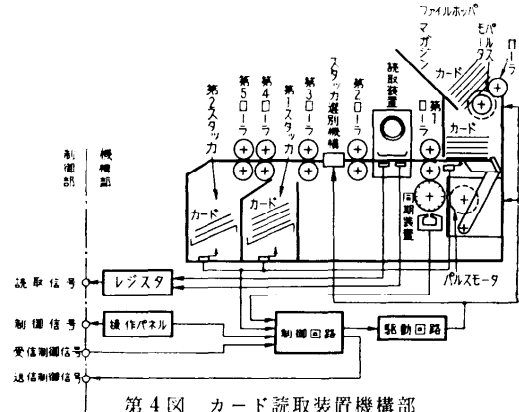 ファイルホッパ
マガジン
カード
パルス
モータ
ローラ
カード
第1
ローラ
読取装置
第2ローラ
スタッカ選別機構
第3ローラ
第1スタッカ
第4ローラ
第5ローラ
第2スタッカ
カード
カード
同期装置
パルスモータ
制御部
機構部
読取信号
レジスタ
制御信号
操作パネル
受信制御信号
制御回路
駆動回路
送信制御信号
第4図 カード読取装置機構部